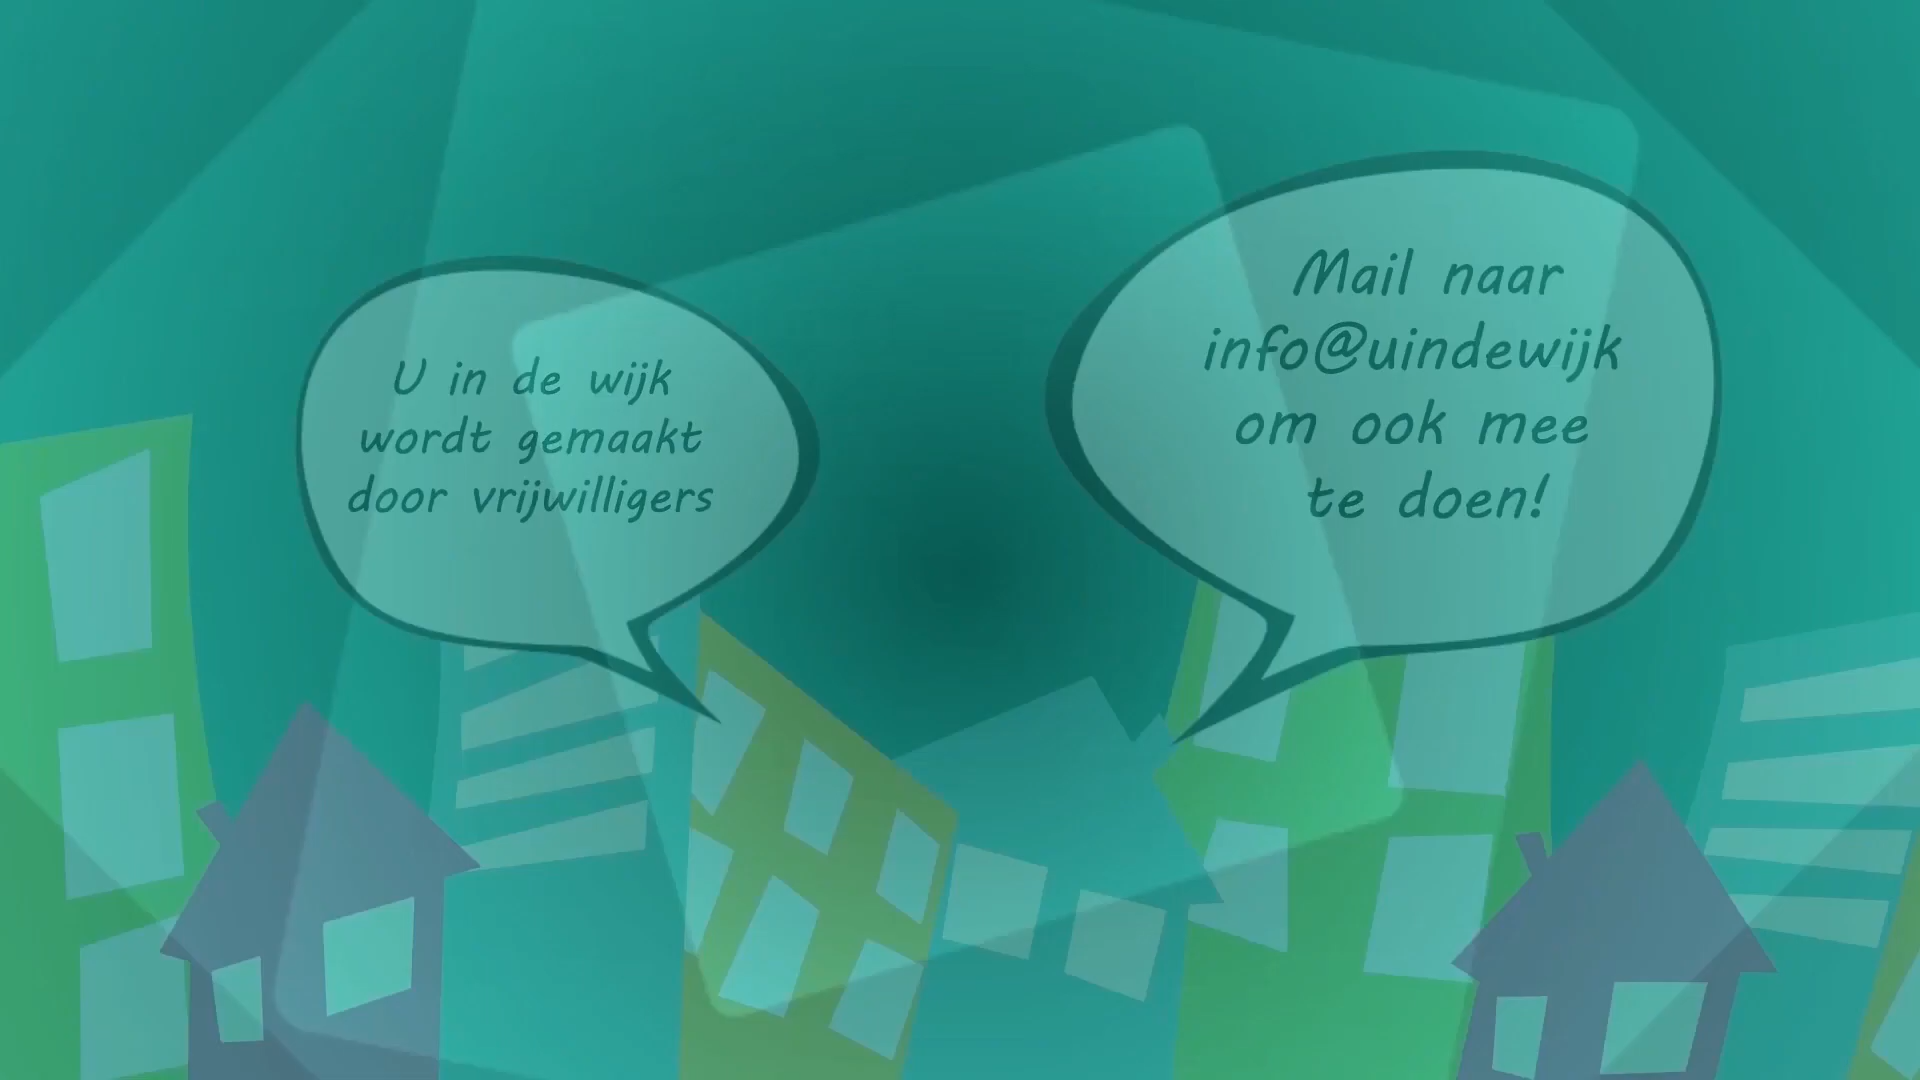 U in de wijk
wordt gemaakt
door vrijwilligers
Mail naar
info@uindewijk
om ook mee
te doen!